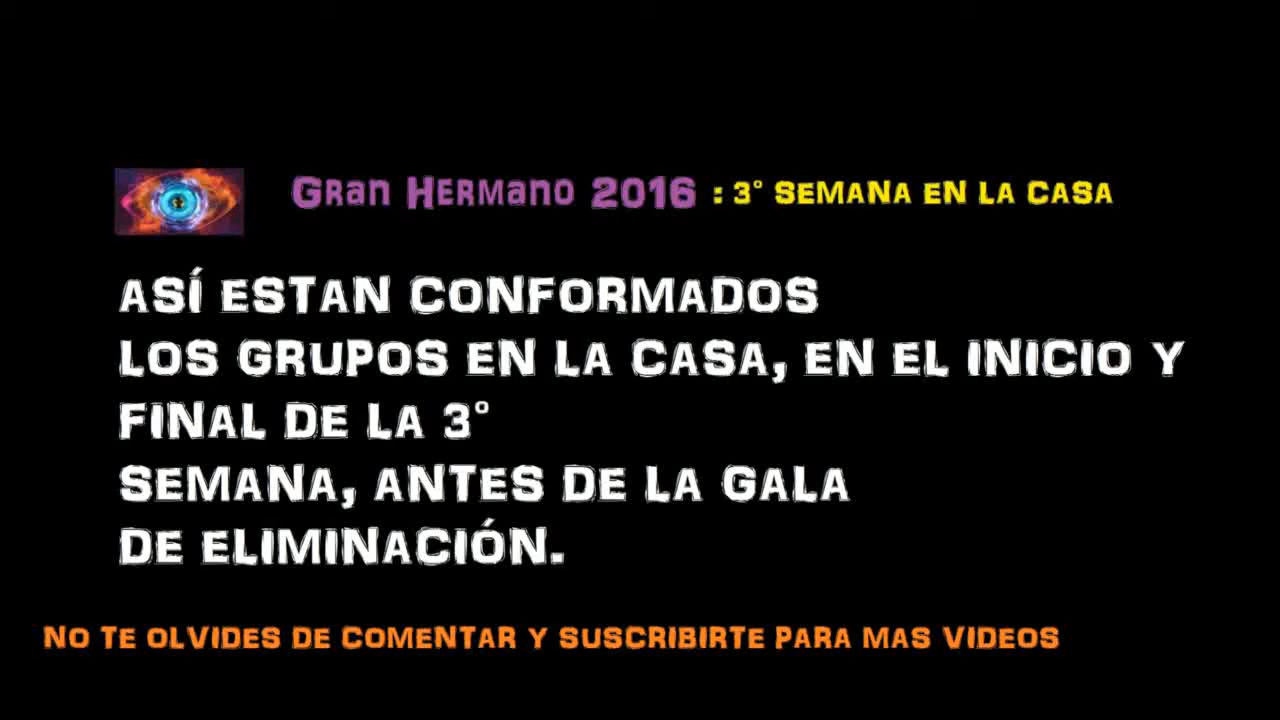 Gran Hermano 2016 : 3° SEMANA EN LA CASA
ASÍ ESTAN CONFORMADOS
LOS GRUPOS EN LA CASA, EN EL INICIO Y
FINAL DE LA 3°
SEMANA, ANTES DE LA GALA
DE ELIMINACIÓN.
NO TE OLVIDES DE COMENTAR Y SUSCRIBIRTE PARA MAS VIDEOS